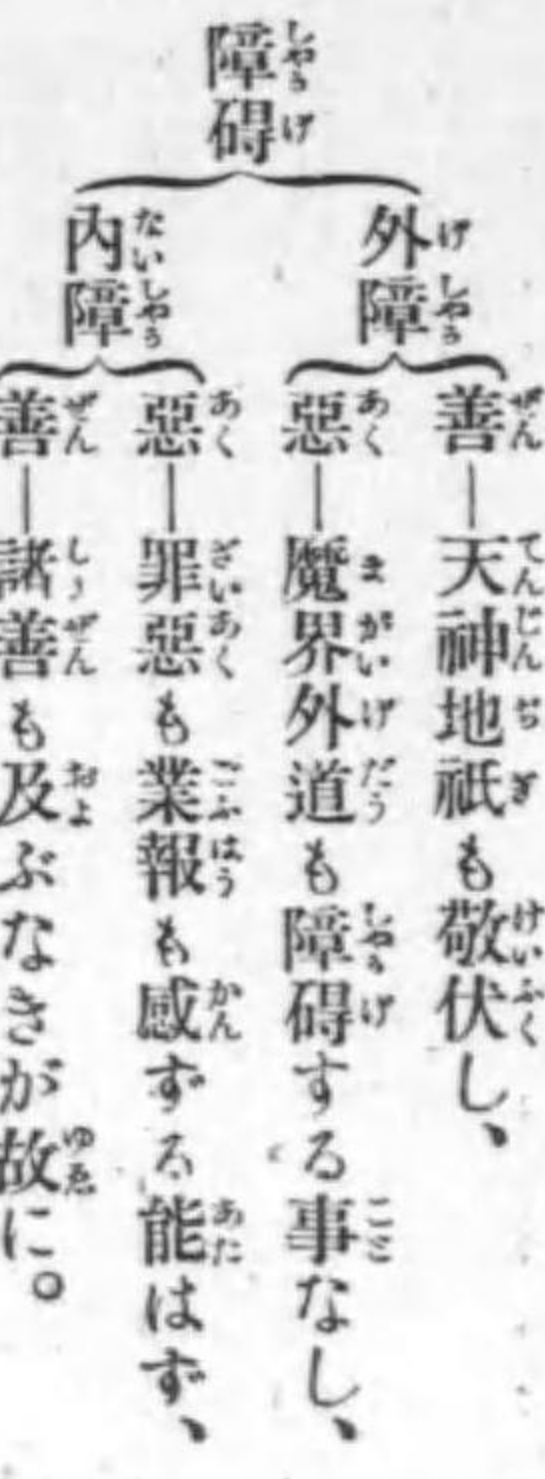 障碍
外障
善―天神地祇も敬伏し、
惡―魔界外道も障碍する事なし、
內障
惡―罪惡も業報も感ずる能はず、
善―諸善も及ぶなきが故に。